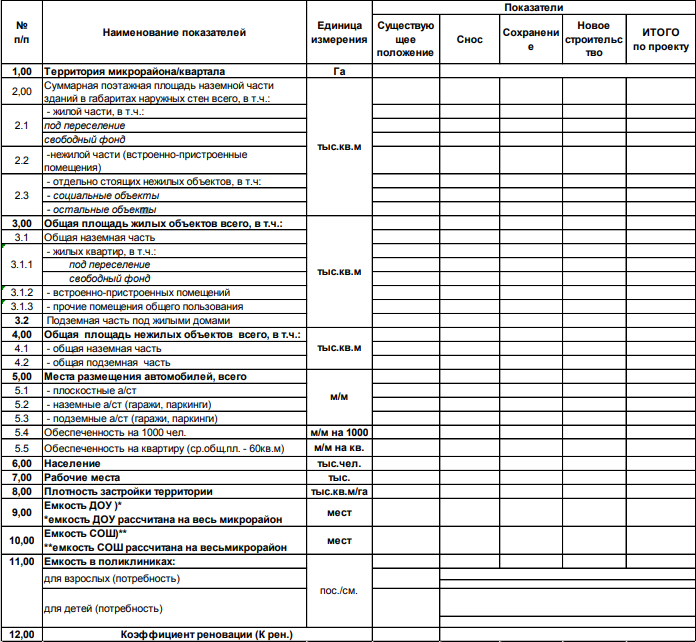 №
п/п
Наименование показателей
Единица
измерения
Показатели
Существую
щее
положение
Снос
Сохранени
е
Новое
строительс
тво
ИТОГО
по проекту
1,00 Территория микрорайона/квартала Га
2,00 Суммарная поэтажная площадь наземной части
зданий в габаритах наружных стен всего, в т.ч.:
тыс.кв.м
2.1 - жилой части, в т.ч.:
под переселение
свободный фонд
2.2 -нежилой части (встроенно-пристроенные
помещения)
2.3 - отдельно стоящих нежилых объектов, в т.ч:
- социальные объекты
- остальные объекты
3,00 Общая площадь жилых объектов всего, в т.ч.:
тыс.кв.м
3.1 Общая наземная часть
3.1.1 - жилых квартир, в т.ч.:
под переселение
свободный фонд
3.1.2 - встроенно-пристроенных помещений
3.1.3 - прочие помещения общего пользования
3.2 Подземная часть под жилыми домами
4,00 Общая площадь нежилых объектов всего, в т.ч.:
тыс.кв.м
4.1 - общая наземная часть
4.2 - общая подземная часть
5,00 Места размещения автомобилей, всего
м/м
5.1 - плоскостные а/ст
5.2 - наземные а/ст (гаражи, паркинги)
5.3 - подземные а/ст (гаражи, паркинги)
5.4 Обеспеченность на 1000 чел. м/м на 1000
5.5 Обеспеченность на квартиру (ср.общ.пл. - 60кв.м) м/м на кв.
6,00 Население тыс.чел.
7,00 Рабочие места тыс.
8,00 Плотность застройки территории тыс.кв.м/га
9,00 Емкость ДОУ )*
*емкость ДОУ рассчитана на весь микрорайон
мест
10,00 Емкость СОШ)**
**емкость СОШ рассчитана на весьмикрорайон
мест
11,00 Емкость в поликлиниках:
для взрослых (потребность)
пос./см.
для детей (потребность)
12,00 Коэффициент реновации (К рен.)